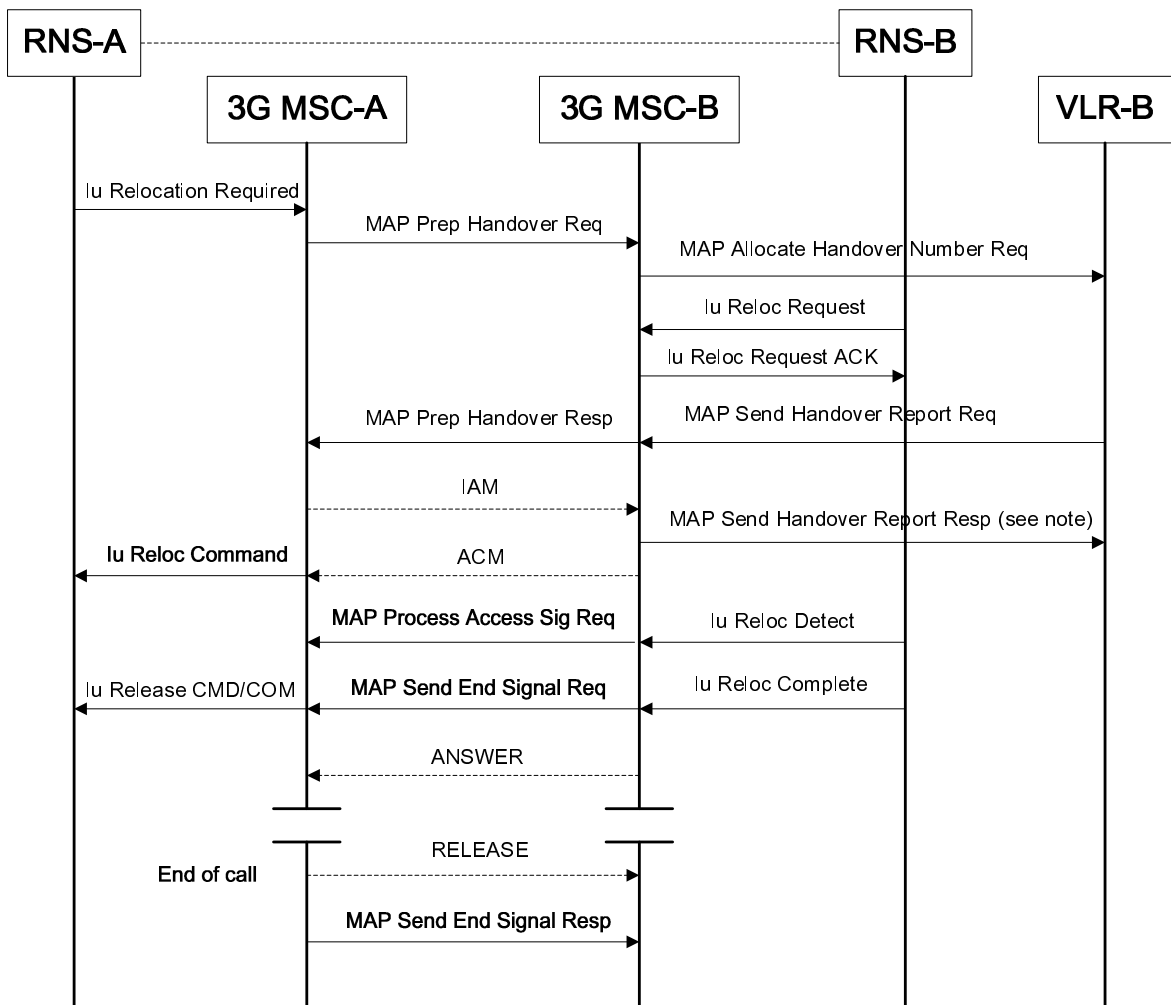 RNS-A
RNS-B
3G MSC-A
3G MSC-B
VLR-B
Iu Relocation Required
MAP Prep Handover Req
MAP Allocate Handover Number Req
Iu Reloc Request
Iu Reloc Request ACK
MAP Prep Handover Resp
MAP Send Handover Report Req
IAM
MAP Send Handover Report Resp (see note)
Iu Reloc Command
ACM
MAP Process Access Sig Req
Iu Reloc Detect
Iu Release CMD/COM
MAP Send End Signal Req
Iu Reloc Complete
ANSWER
RELEASE
End of call
MAP Send End Signal Resp